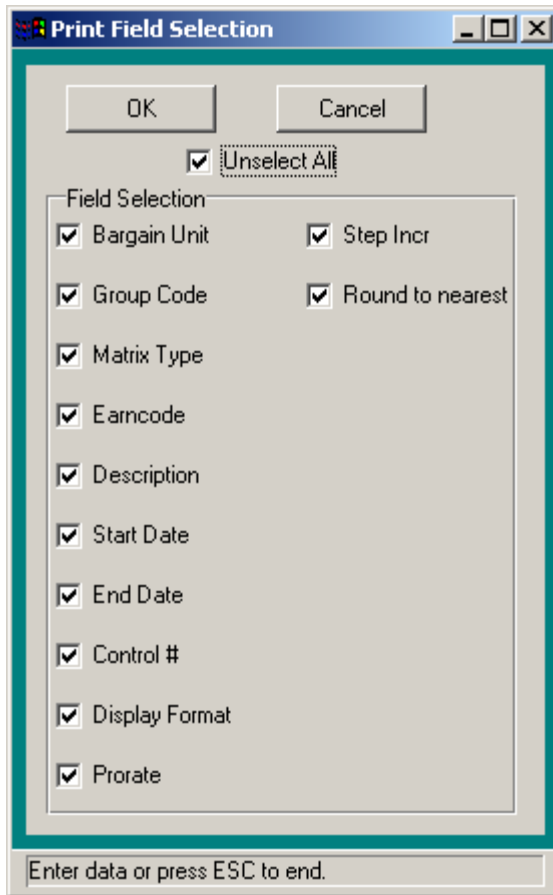 Print Field Selection
OK Cancel
Unselect All
Field Selection
Bargain Unit Step Incr
Group Code Round to nearest
Matrix Type
Earncode
Description
Start Date
End Date
Control #
Display Format
Prorate
Enter data or press ESC to end.